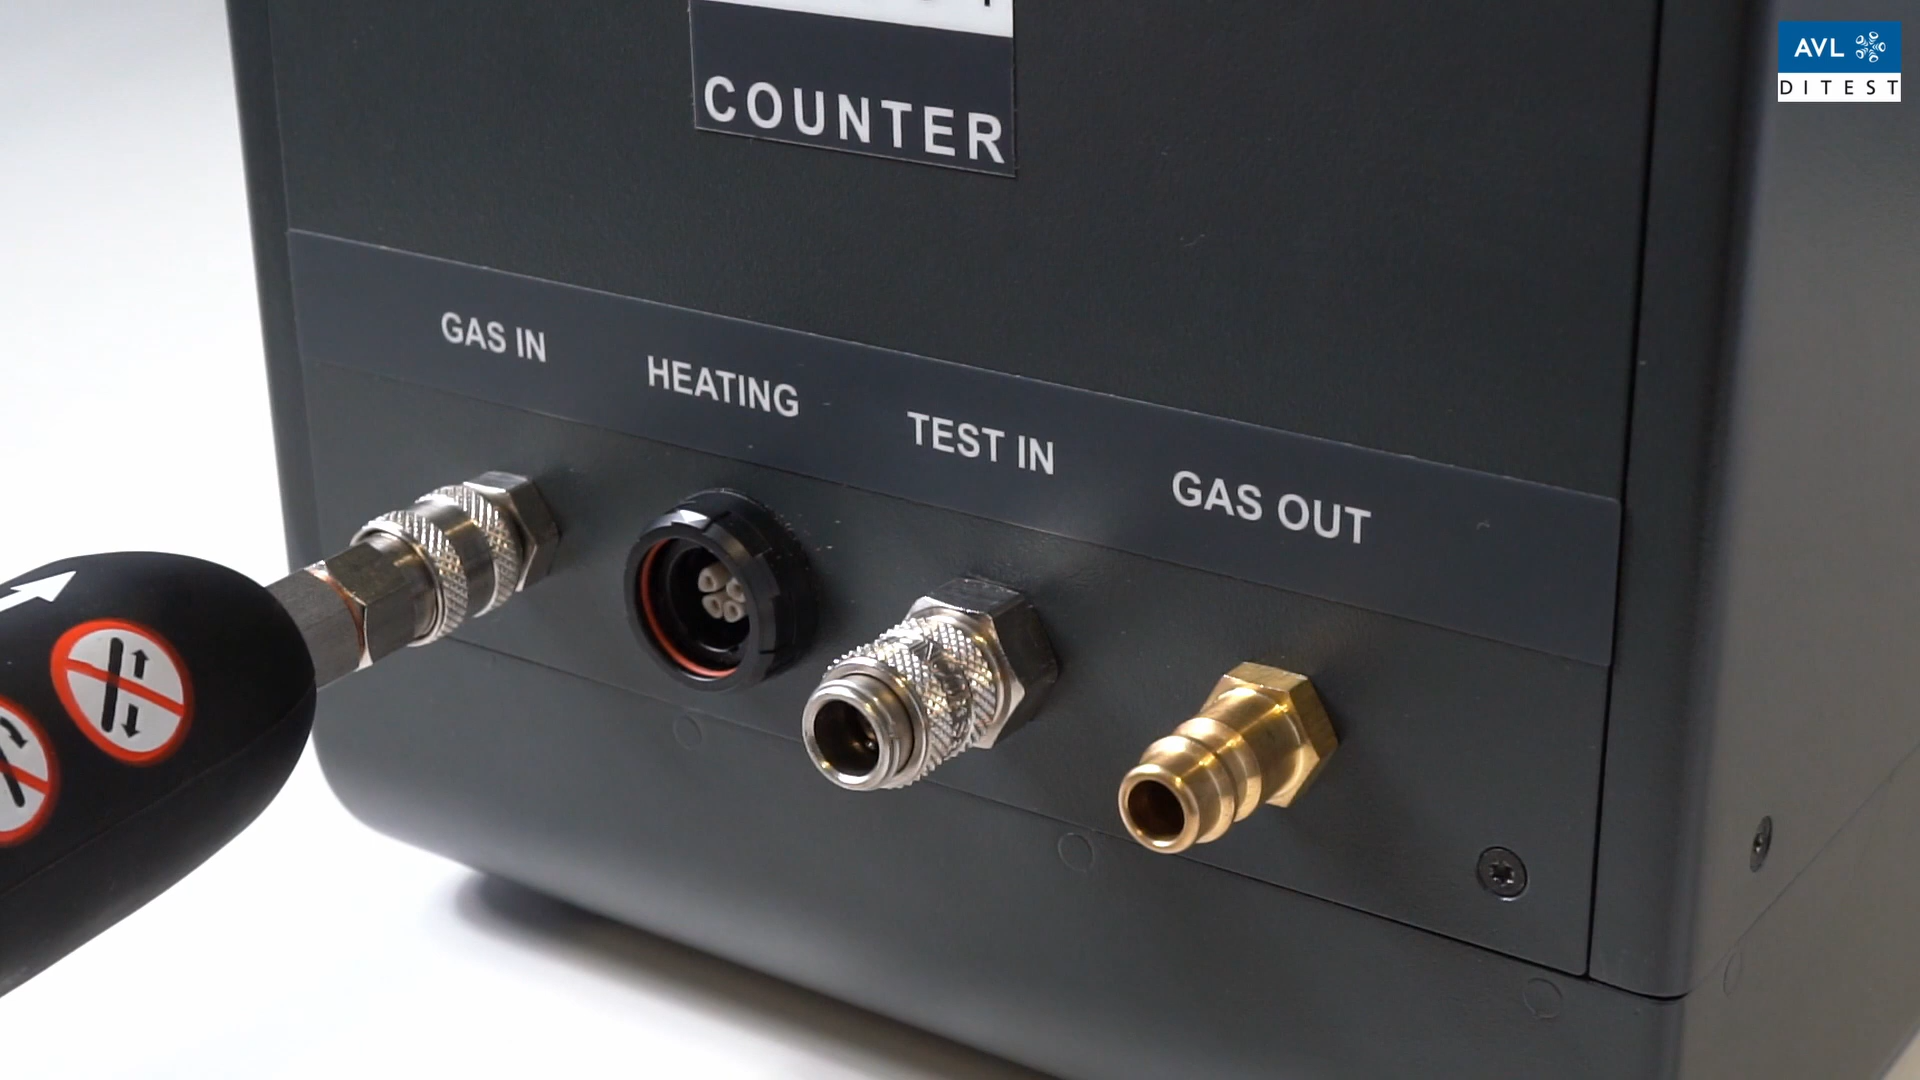 COUNTER
AVL
DITEST
GAS IN
HEATING
TEST IN
GAS OUT